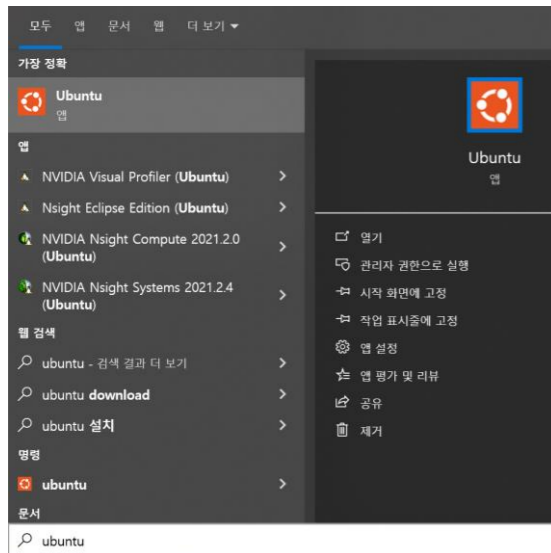 모두 앱 문서 웹 더 보기
가장 정확
Ubuntu
앱
앱
NVIDIA Visual Profiler (Ubuntu)
Nsight Eclipse Edition (Ubuntu)
NVIDIA Nsight Compute 2021.2.0
(Ubuntu)
NVIDIA Nsight Systems 2021.2.4
(Ubuntu)
웹 검색
ubuntu - 검색 결과 더 보기
ubuntu download
ubuntu 설치
명령
ubuntu
문서
ubuntu
Ubuntu
앱
열기
관리자 권한으로 실행
시작 화면에 고정
작업 표시줄에 고정
앱 설정
앱 평가 및 리뷰
공유
제거